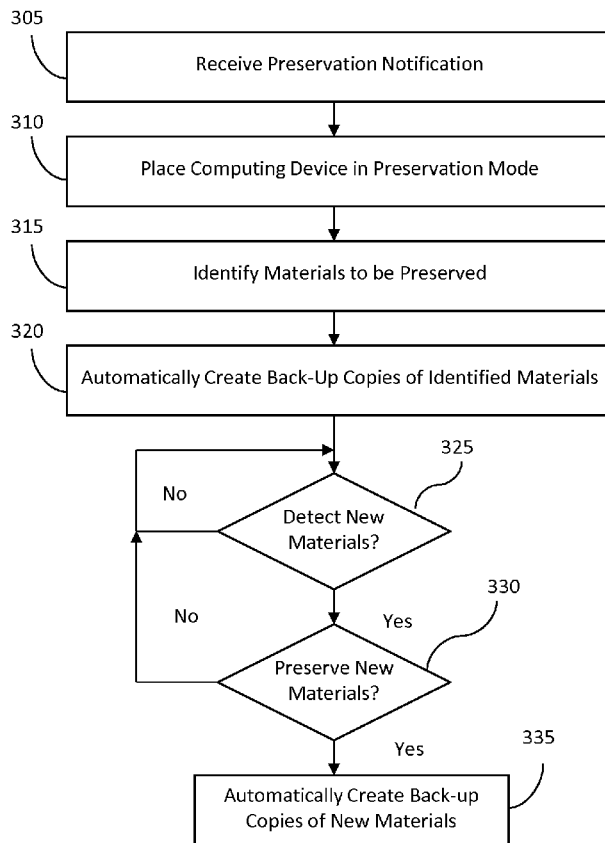 305
Receive Preservation Notification
310
Place Computing Device in Preservation Mode
315
Identify Materials to be Preserved
320
Automatically Create Back-Up Copies of Identified Materials
325
No
Detect New
Materials?
330
No
Yes
Preserve New
Materials?
335
Yes
Automatically Create Back-up
Copies of New Materials